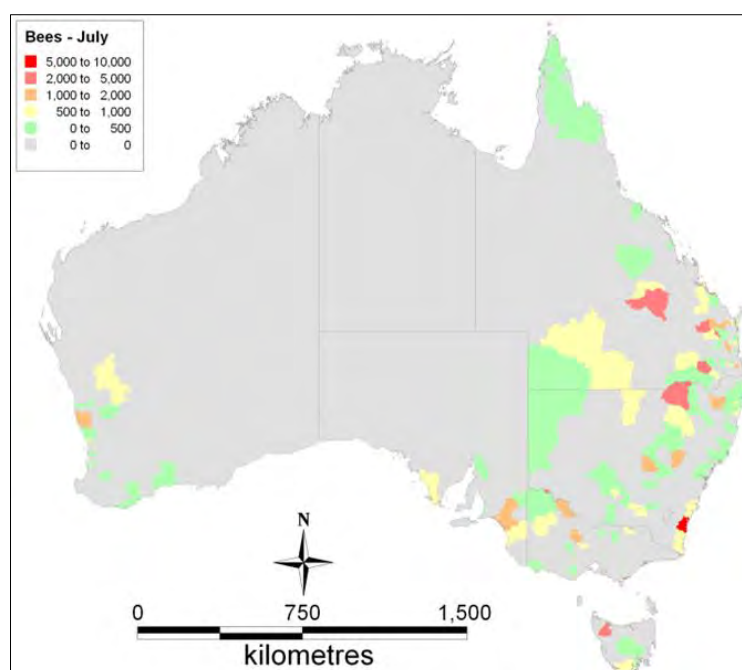 Bees - July
5,000 to 10,000
2,000 to 5,000
1,000 to 2,000
500 to 1,000
0 to 500
0 to 0
N
0 750 1,500
kilometres